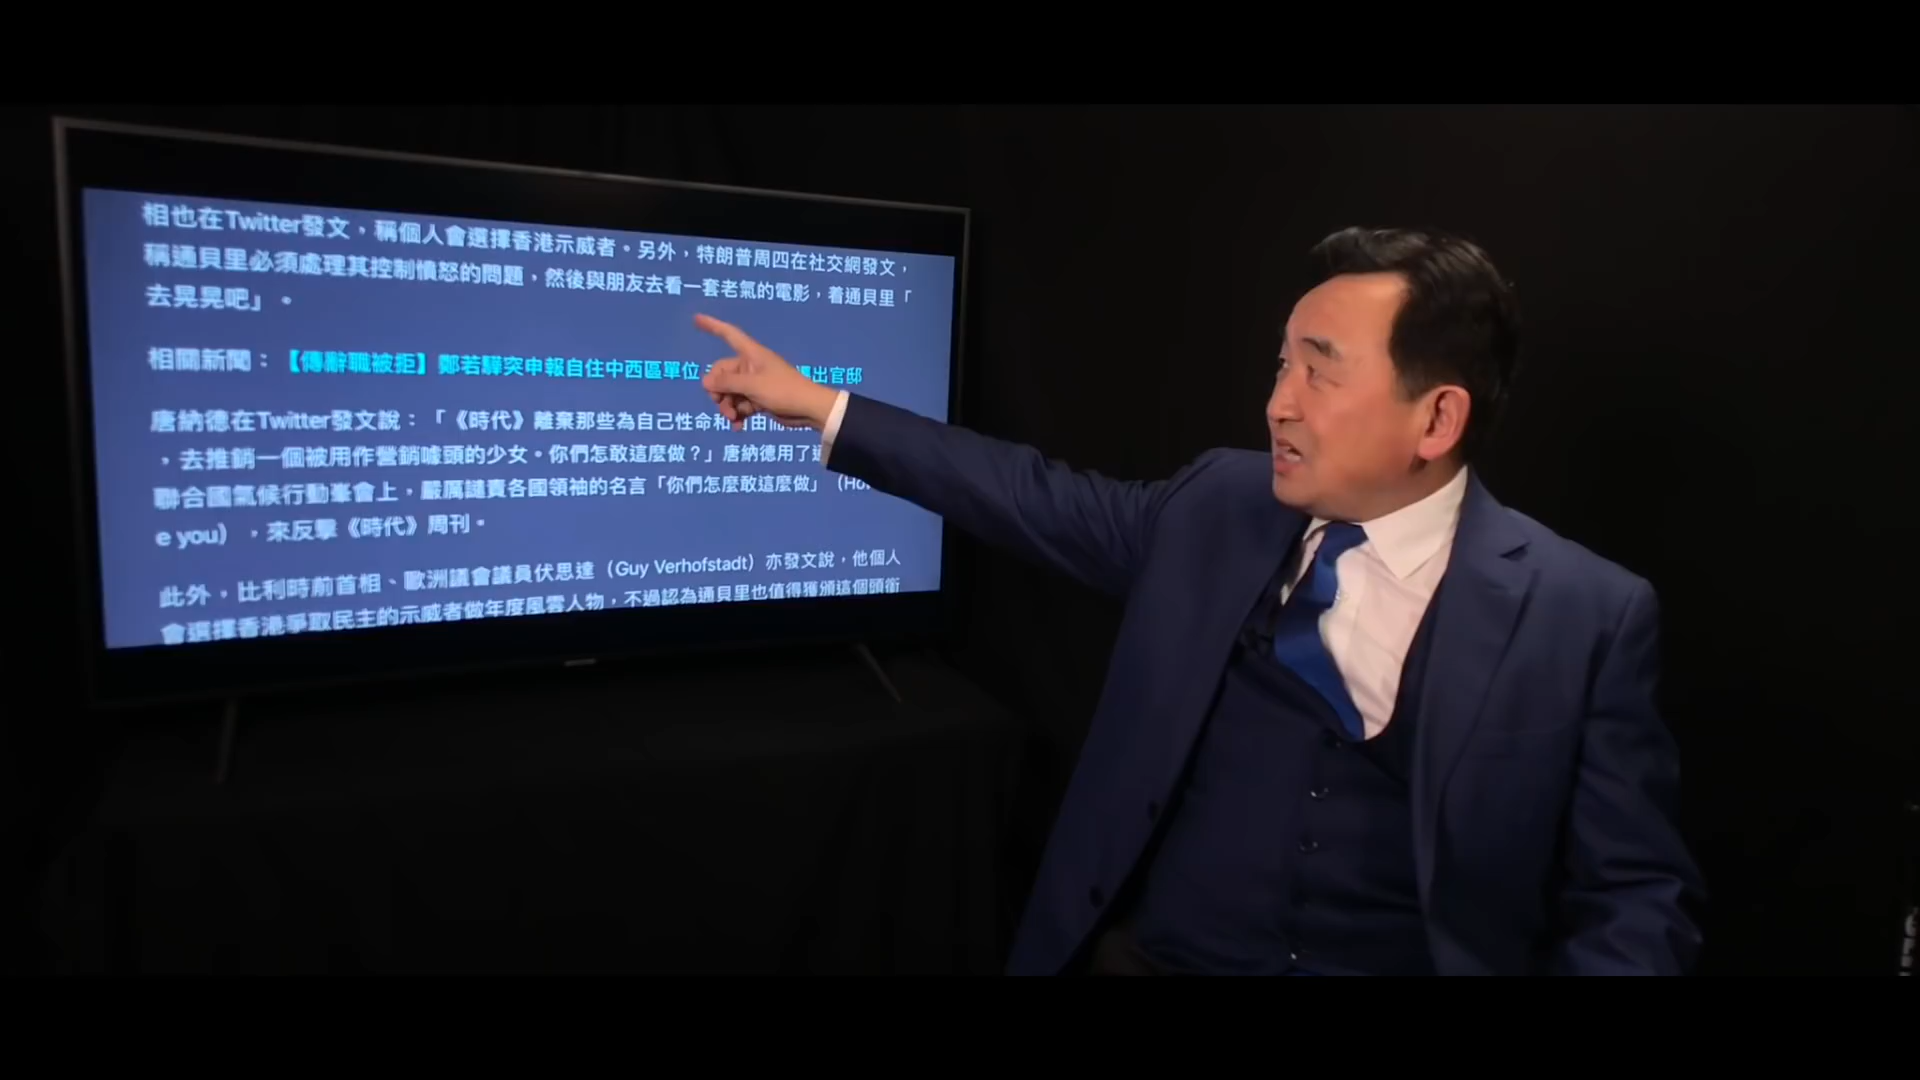 相也在Twitter發文，稱個人會選擇香港示威者。另外，特朗普周四在社交網發文，
稱通貝里必須處理其控制憤怒的問題，然後與朋友去看一套老氣的電影，着通貝里「
去晃晃吧」。
相關新聞：【傳辭職被拒】鄭若驊突申報自住中西區單位 遷出官邸
唐納德在Twitter發文說：「《時代》離棄那些為自己性命和自由而
，去推銷一個被用作營銷噱頭的少女。你們怎敢這麼做？」唐納德用了通
聯合國氣候行動峯會上，嚴厲譴責各國領袖的名言「你們怎麼敢這麼做」（Ho
e you），來反擊《時代》周刊。
此外，比利時前首相、歐洲議會議員伏思達（Guy Verhofstadt）亦發文說，他個人
會選擇香港爭取民主的示威者做年度風雲人物，不過認為通貝里也值得獲頒這個頭銜